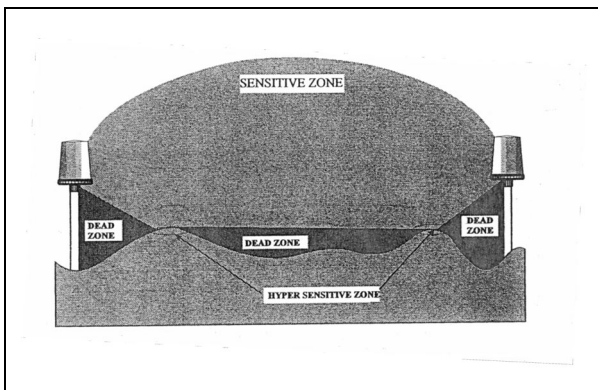 SENSITIVE ZONE
DEAD
ZONE
DEAD
ZONE
DEAD ZONE
HYPER SENSITIVE ZONE